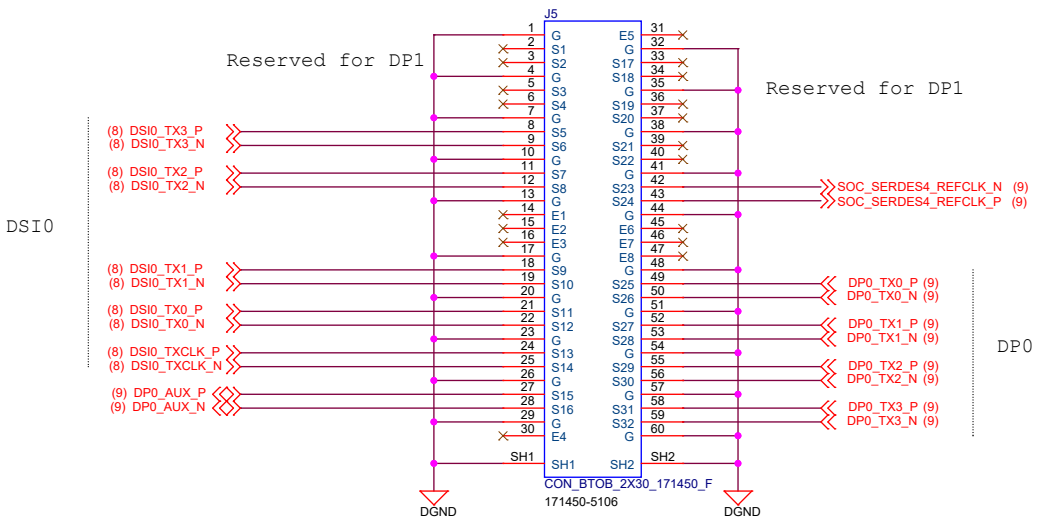 J5
Reserved for DP1
Reserved for DP1
1 G E5 31
2 S1 G 32
3 S2 S17 33
4 G S18 34
5 S3 G 35
6 S4 S19 36
7 G S20 37
(8) DSI0_TX3_P 8 S5 G 38
(8) DSI0_TX3_N 9 S6 S21 39
10 G S22 40
(8) DSI0_TX2_P 11 S7 G 41
(8) DSI0_TX2_N 12 S8 S23 42 SOC_SERDES4_REFCLK_N (9)
13 G S24 43 SOC_SERDES4_REFCLK_P (9)
14 E1 G 44
DSI0
15 E2 E6 45
16 E3 E7 46
17 G E8 47
(8) DSI0_TX1_P 18 S9 G 48
(8) DSI0_TX1_N 19 S10 S25 49 DP0_TX0_P (9)
20 G S26 50 DP0_TX0_N (9)
(8) DSI0_TX0_P 21 S11 G 51
(8) DSI0_TX0_N 22 S12 S27 52 DP0_TX1_P (9)
23 G S28 53 DP0_TX1_N (9)
DP0
(8) DSI0_TXCLK_P 24 S13 G 54
(8) DSI0_TXCLK_N 25 S14 S29 55 DP0_TX2_P (9)
26 G S30 56 DP0_TX2_N (9)
(9) DP0_AUX_P 27 S15 G 57
(9) DP0_AUX_N 28 S16 S31 58 DP0_TX3_P (9)
29 G S32 59 DP0_TX3_N (9)
30 E4 G 60
SH1 SH1 SH2 SH2
CON_BTOB_2X30_171450_F
171450-5106
DGND
DGND